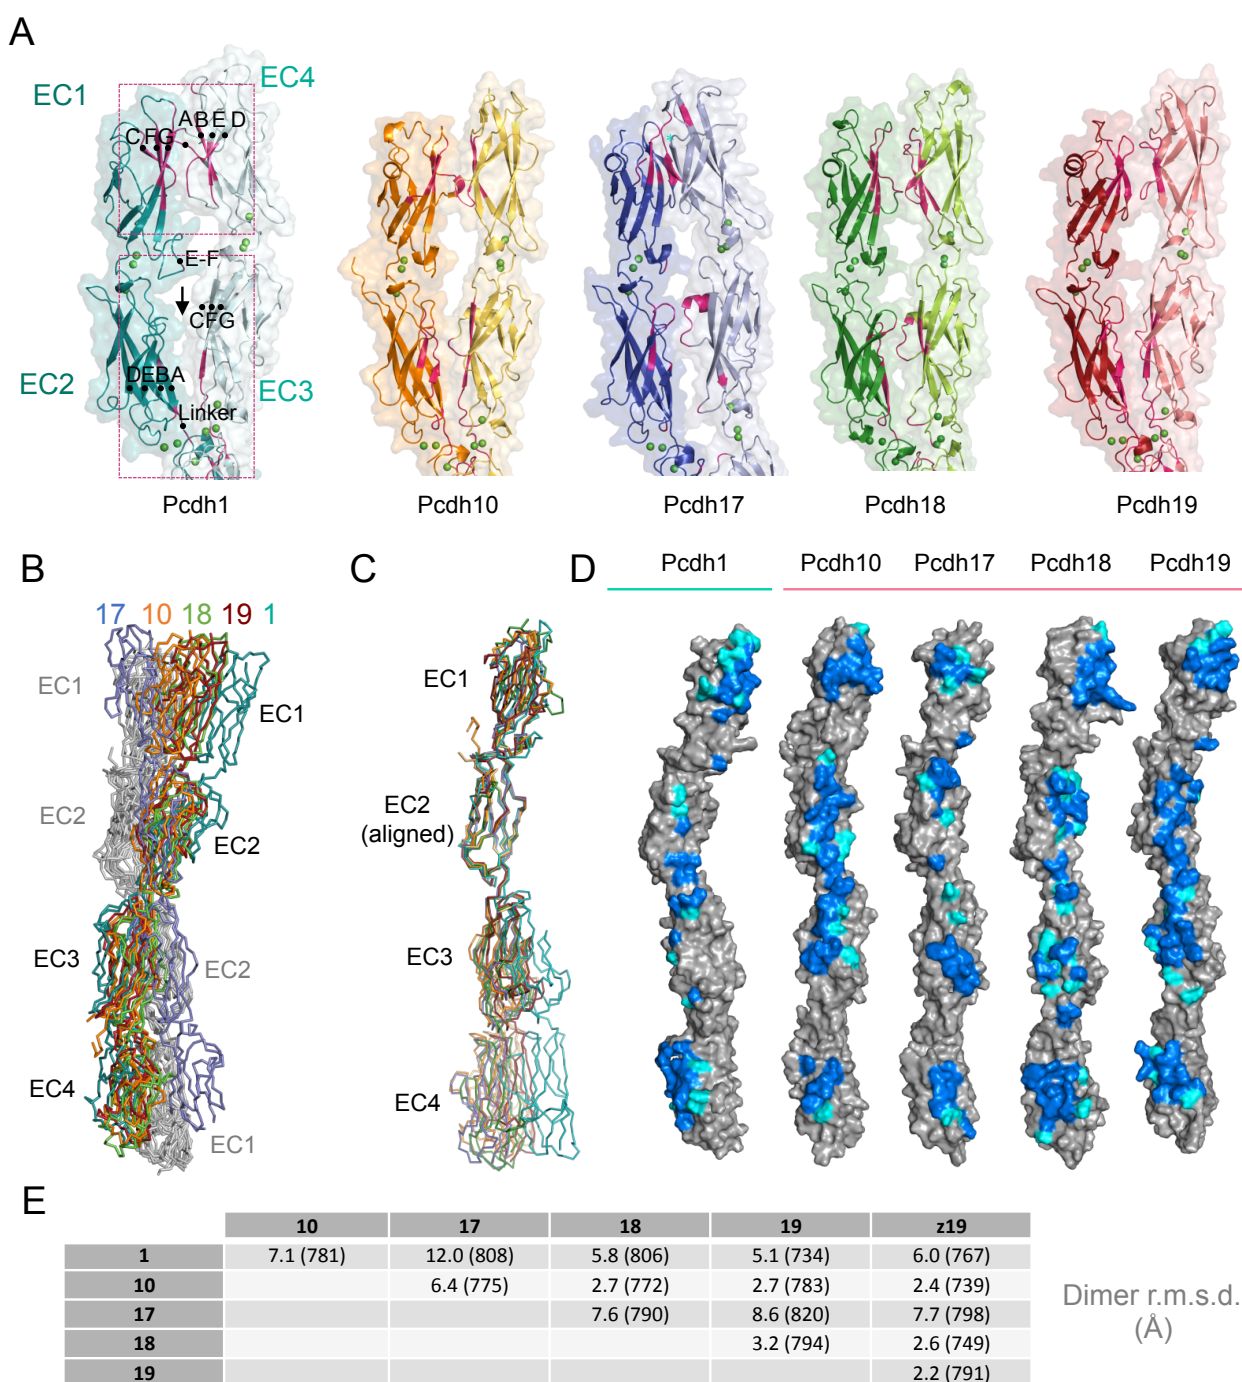 A
EC1
EC4
A B E D
C F G
E-F
C F G
EC2
D E B A
EC3
Linker
Pcdh1
Pcdh10
Pcdh17
Pcdh18
Pcdh19
B
17 10 18 19 1
EC1
EC1
EC2
EC2
EC3
EC2
EC4
EC1
C
EC1
EC2
(aligned)
EC3
EC4
D
Pcdh1 Pcdh10 Pcdh17 Pcdh18 Pcdh19
E
10 17 18 19 z19
1 7.1 (781) 12.0 (808) 5.8 (806) 5.1 (734) 6.0 (767)
10 6.4 (775) 2.7 (772) 2.7 (783) 2.4 (739)
17 7.6 (790) 8.6 (820) 7.7 (798)
18 3.2 (794) 2.6 (749)
19 2.2 (791)
Dimer r.m.s.d.
(Å)